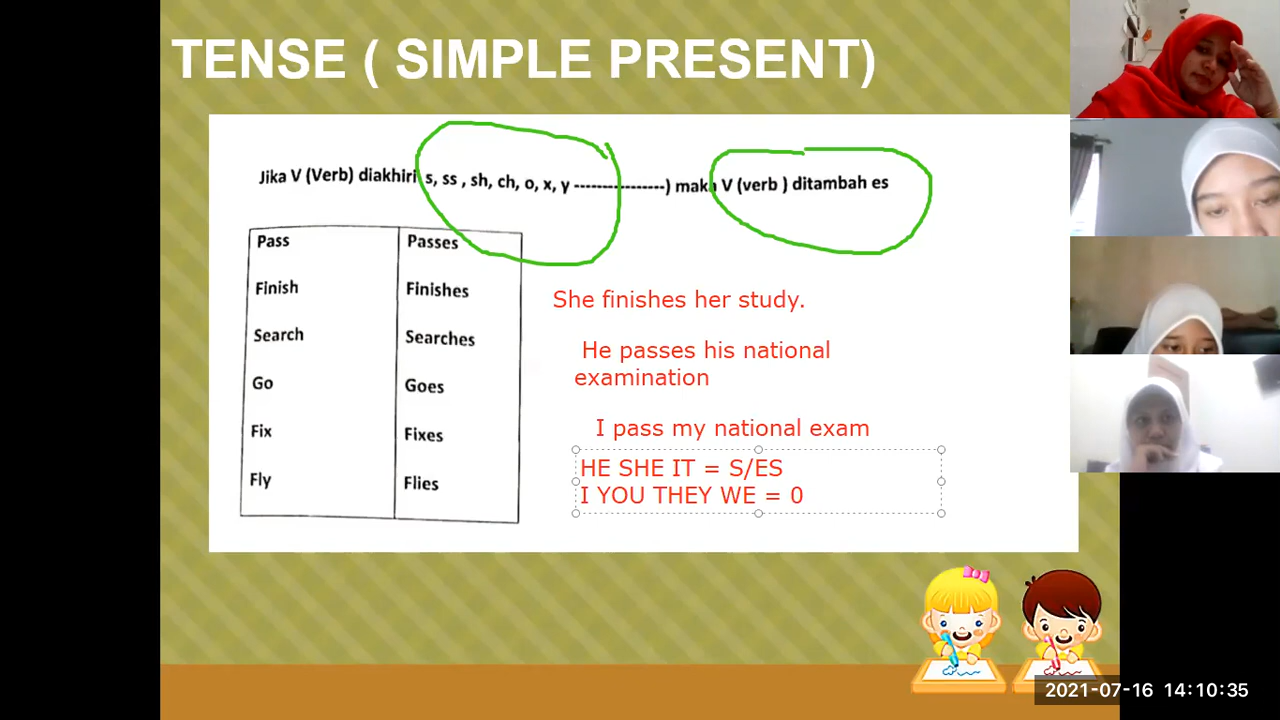 TENSE ( SIMPLE PRESENT)
Jika V (Verb) diakhiri s, ss , sh, ch, o, x, y ----------------) maka V (verb ) ditambah es
Pass Passes
Finish Finishes
Search Searches
Go Goes
Fix Fixes
Fly Flies
She finishes her study.
He passes his national
examination
I pass my national exam
HE SHE IT = S/ES
I YOU THEY WE = 0
2021-07-16 14:10:35